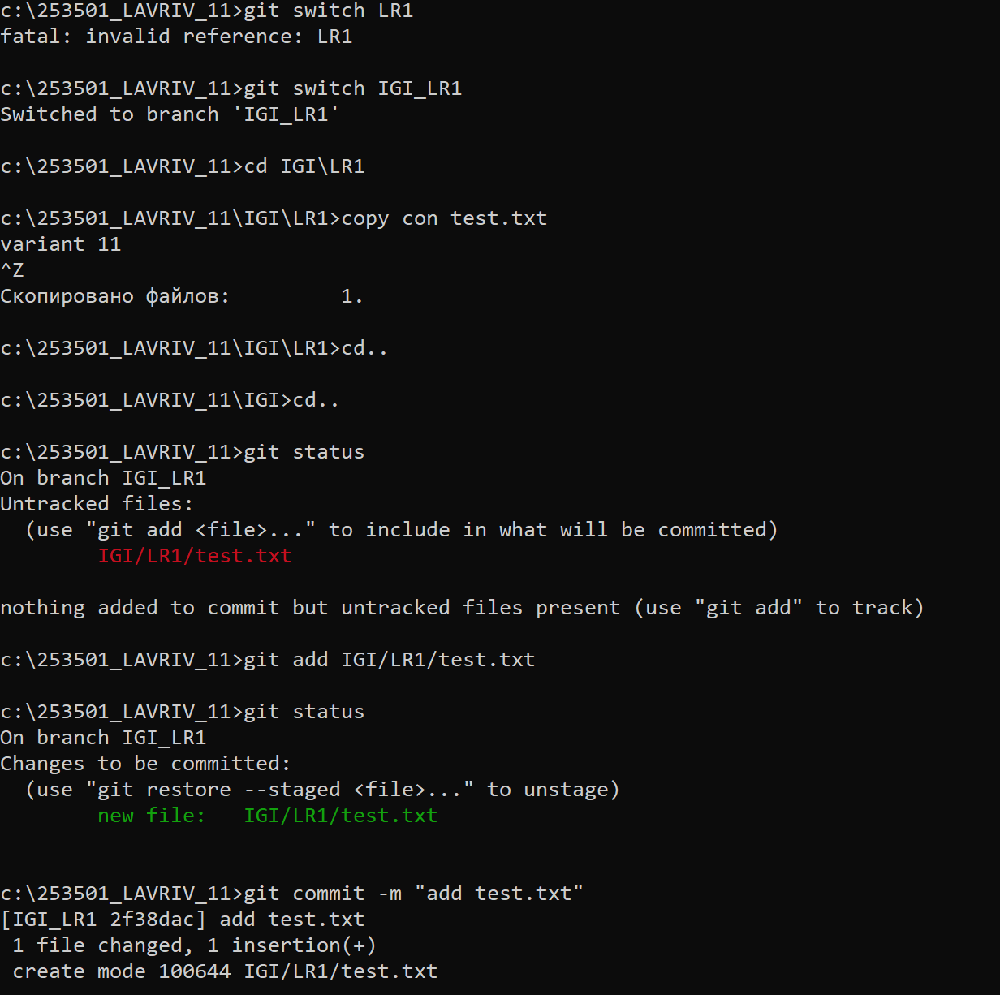 c:\253501_LAVRIV_11>git switch LR1
fatal: invalid reference: LR1
c:\253501_LAVRIV_11>git switch IGI_LR1
Switched to branch 'IGI_LR1'
c:\253501_LAVRIV_11>cd IGI\LR1
c:\253501_LAVRIV_11\IGI\LR1>copy con test.txt
variant 11
^Z
Скопировано файлов:         1.
c:\253501_LAVRIV_11\IGI\LR1>cd..
c:\253501_LAVRIV_11\IGI>cd..
c:\253501_LAVRIV_11>git status
On branch IGI_LR1
Untracked files:
  (use "git add <file>..." to include in what will be committed)
        IGI/LR1/test.txt
nothing added to commit but untracked files present (use "git add" to track)
c:\253501_LAVRIV_11>git add IGI/LR1/test.txt
c:\253501_LAVRIV_11>git status
On branch IGI_LR1
Changes to be committed:
  (use "git restore --staged <file>..." to unstage)
        new file:   IGI/LR1/test.txt
c:\253501_LAVRIV_11>git commit -m "add test.txt"
[IGI_LR1 2f38dac] add test.txt
 1 file changed, 1 insertion(+)
 create mode 100644 IGI/LR1/test.txt